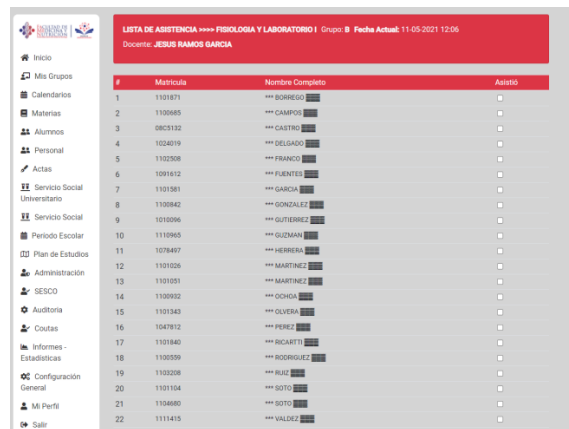 FACULTAD DE
MEDICINA Y
NUTRICIÓN
LISTA DE ASISTENCIA >>>> FISIOLOGIA Y LABORATORIO I Grupo: B Fecha Actual: 11-05-2021 12:06
Docente: JESUS RAMOS GARCIA
Inicio
Mis Grupos
Calendarios
Materias
Alumnos
Personal
Actas
Servicio Social
Universitario
Servicio Social
Periodo Escolar
Plan de Estudios
Administración
SESCO
Auditoria
Coutas
Informes -
Estadísticas
Configuración
General
Mi Perfil
Salir
# Matricula Nombre Completo Asistió
1 1101871 *** BORREGO
2 1100685 *** CAMPOS
3 08C5132 *** CASTRO
4 1024019 *** DELGADO
5 1102508 *** FRANCO
6 1091612 *** FUENTES
7 1101581 *** GARCIA
8 1100842 *** GONZALEZ
9 1010096 *** GUTIERREZ
10 1110965 *** GUZMAN
11 1078497 *** HERRERA
12 1101026 *** MARTINEZ
13 1101051 *** MARTINEZ
14 1100932 *** OCHOA
15 1101343 *** OLVERA
16 1047812 *** PEREZ
17 1101840 *** RICARTTI
18 1100559 *** RODRIGUEZ
19 1103208 *** RUIZ
20 1101104 *** SOTO
21 1104680 *** SOTO
22 1111415 *** VALDEZ